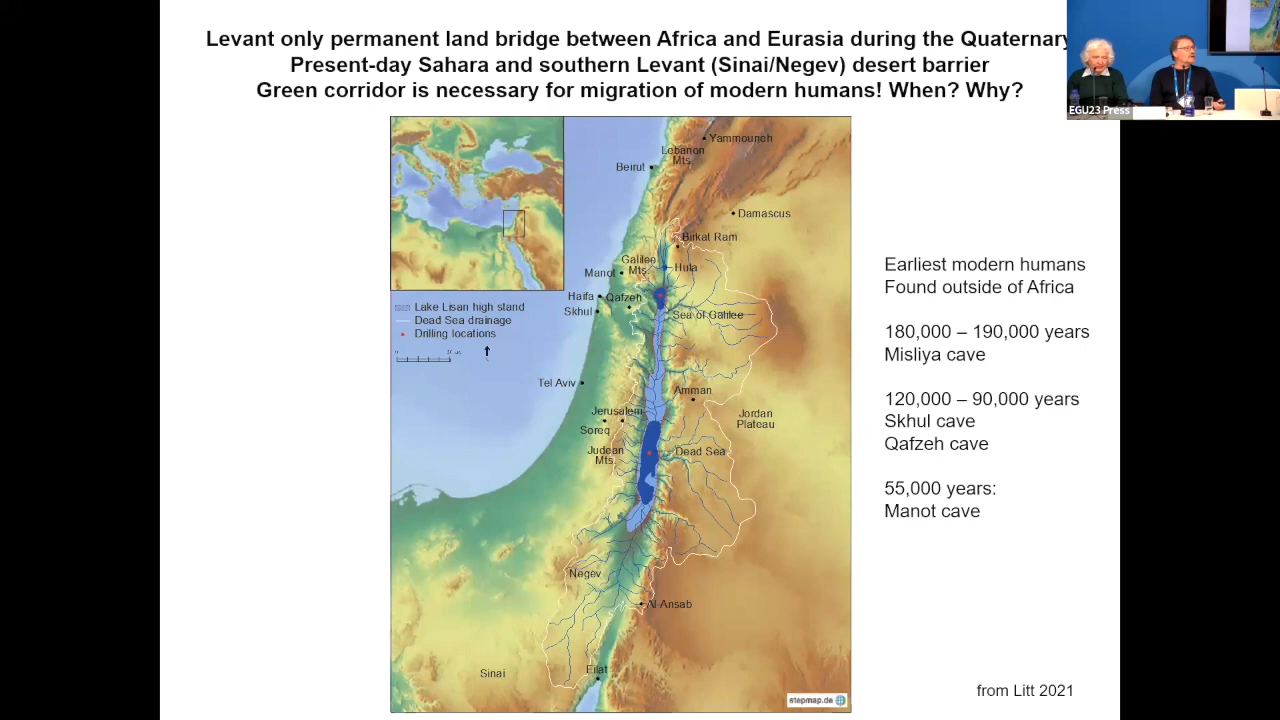 Levant only permanent land bridge between Africa and Eurasia during the Quaternary
Present-day Sahara and southern Levant (Sinai/Negev) desert barrier
Green corridor is necessary for migration of modern humans! When? Why?
EGU23 Press
Yammouneh
Lebanon
Mts.
Beirut
Damascus
Birkat Ram
Galilee
Mts.
Hula
Manot
Haifa
Qafzeh
Skhul
Sea of Galilee
Lake Lisan high stand
Dead Sea drainage
Drilling locations
Tel Aviv
Amman
Jerusalem
Jordan
Plateau
Soreq
Judean
Mts.
Dead Sea
Negev
Al-Ansab
Sinai
Eilat
stepmap.de
Earliest modern humans
Found outside of Africa
180,000 – 190,000 years
Misliya cave
120,000 – 90,000 years
Skhul cave
Qafzeh cave
55,000 years:
Manot cave
from Litt 2021